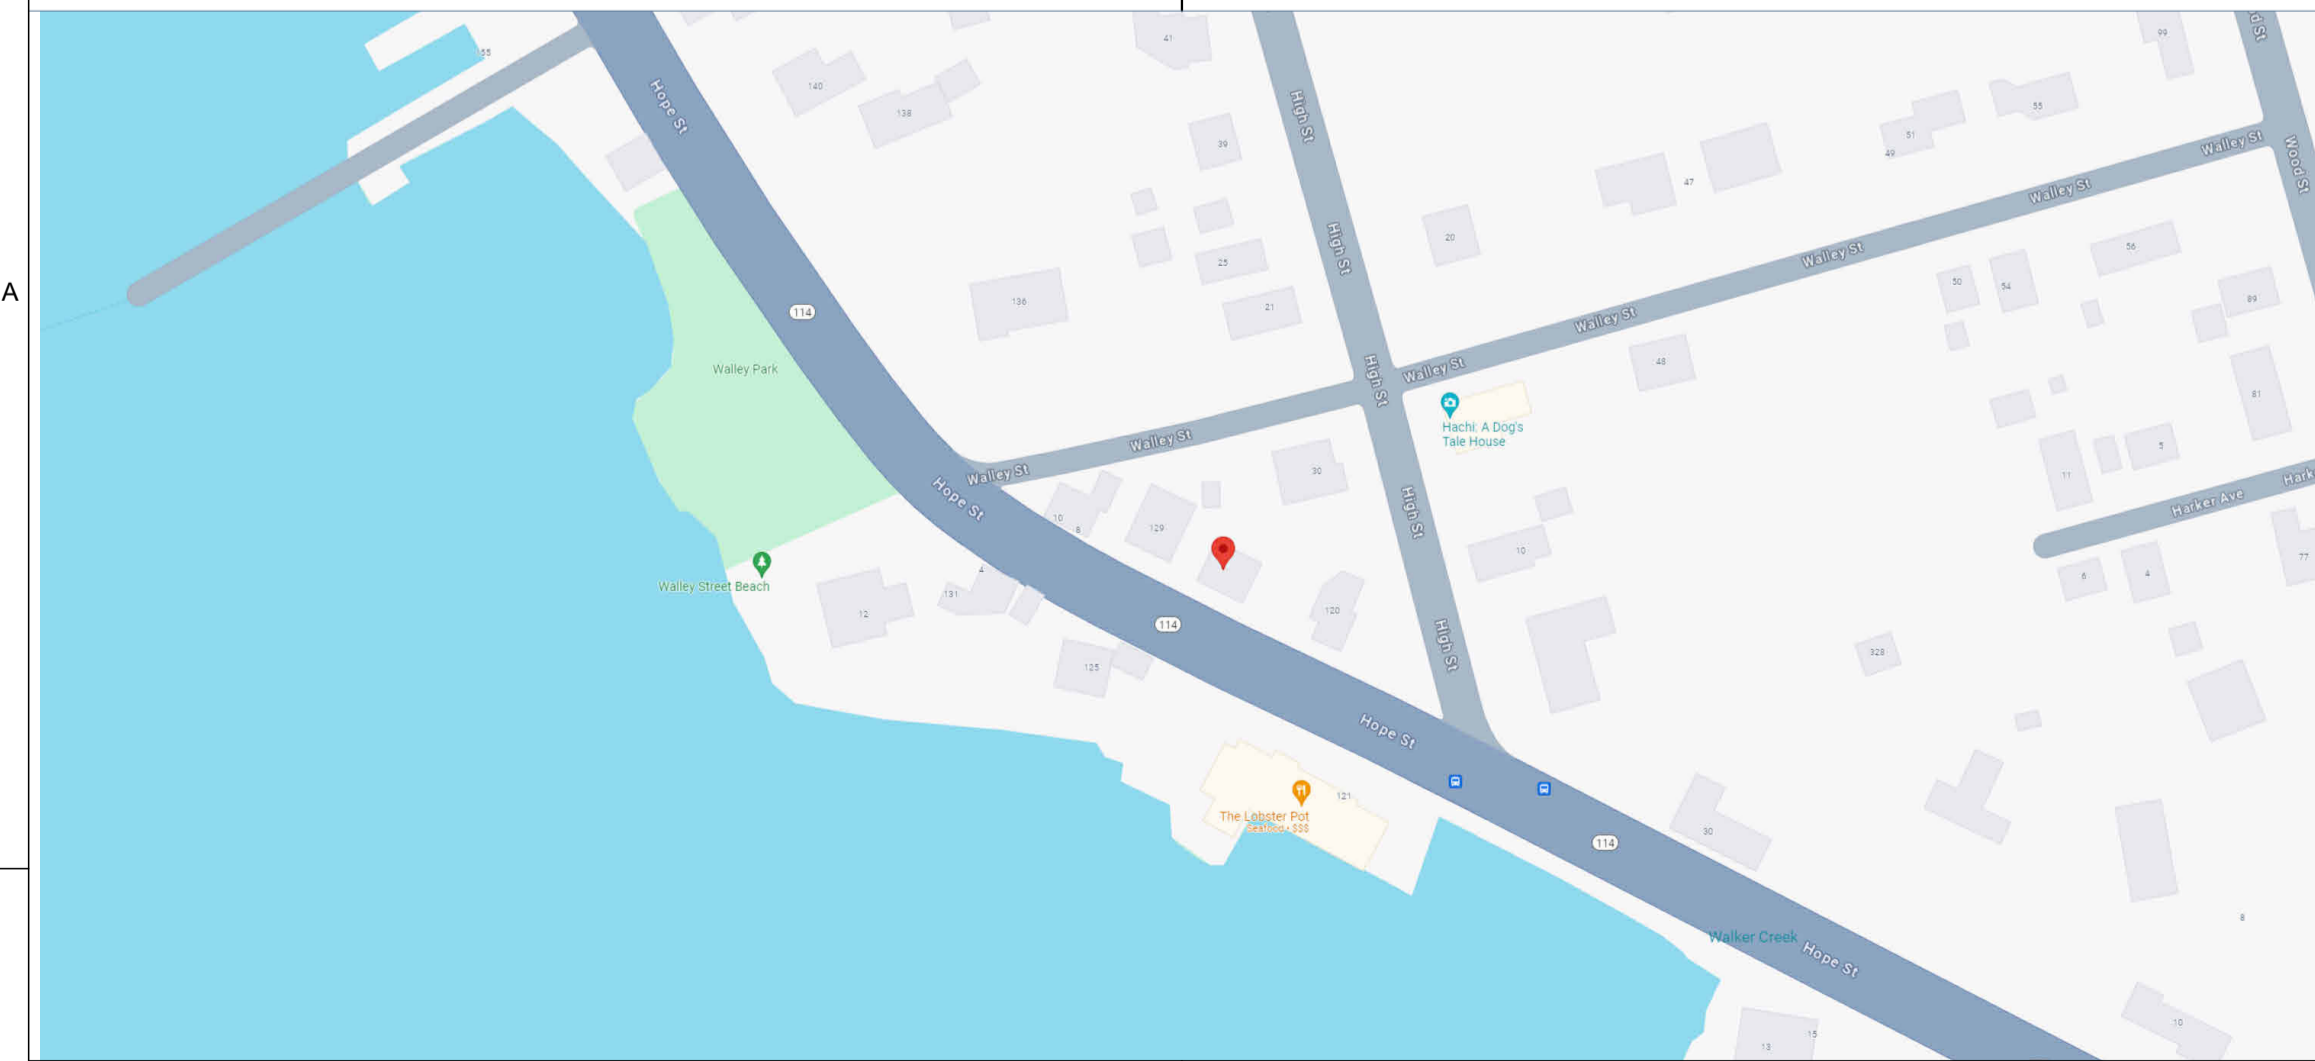 A
Hope St
140
138
41
39
25
21
136
114
Walley Park
Walley Street Beach
High St
High St
High St
High St
High St
Walley St
Walley St
Walley St
Walley St
Walley St
Walley St
Walley St
Wood St
99
55
51
49
47
20
48
50
54
56
89
81
5
11
Harker Ave
6
4
77
Hachi: A Dog's
Tale House
30
10
129
10
8
Hope St
12
131
4
125
114
120
Hope St
The Lobster Pot
Seafood • $$$
121
114
30
328
8
Walker Creek
Hope St
13
15
10